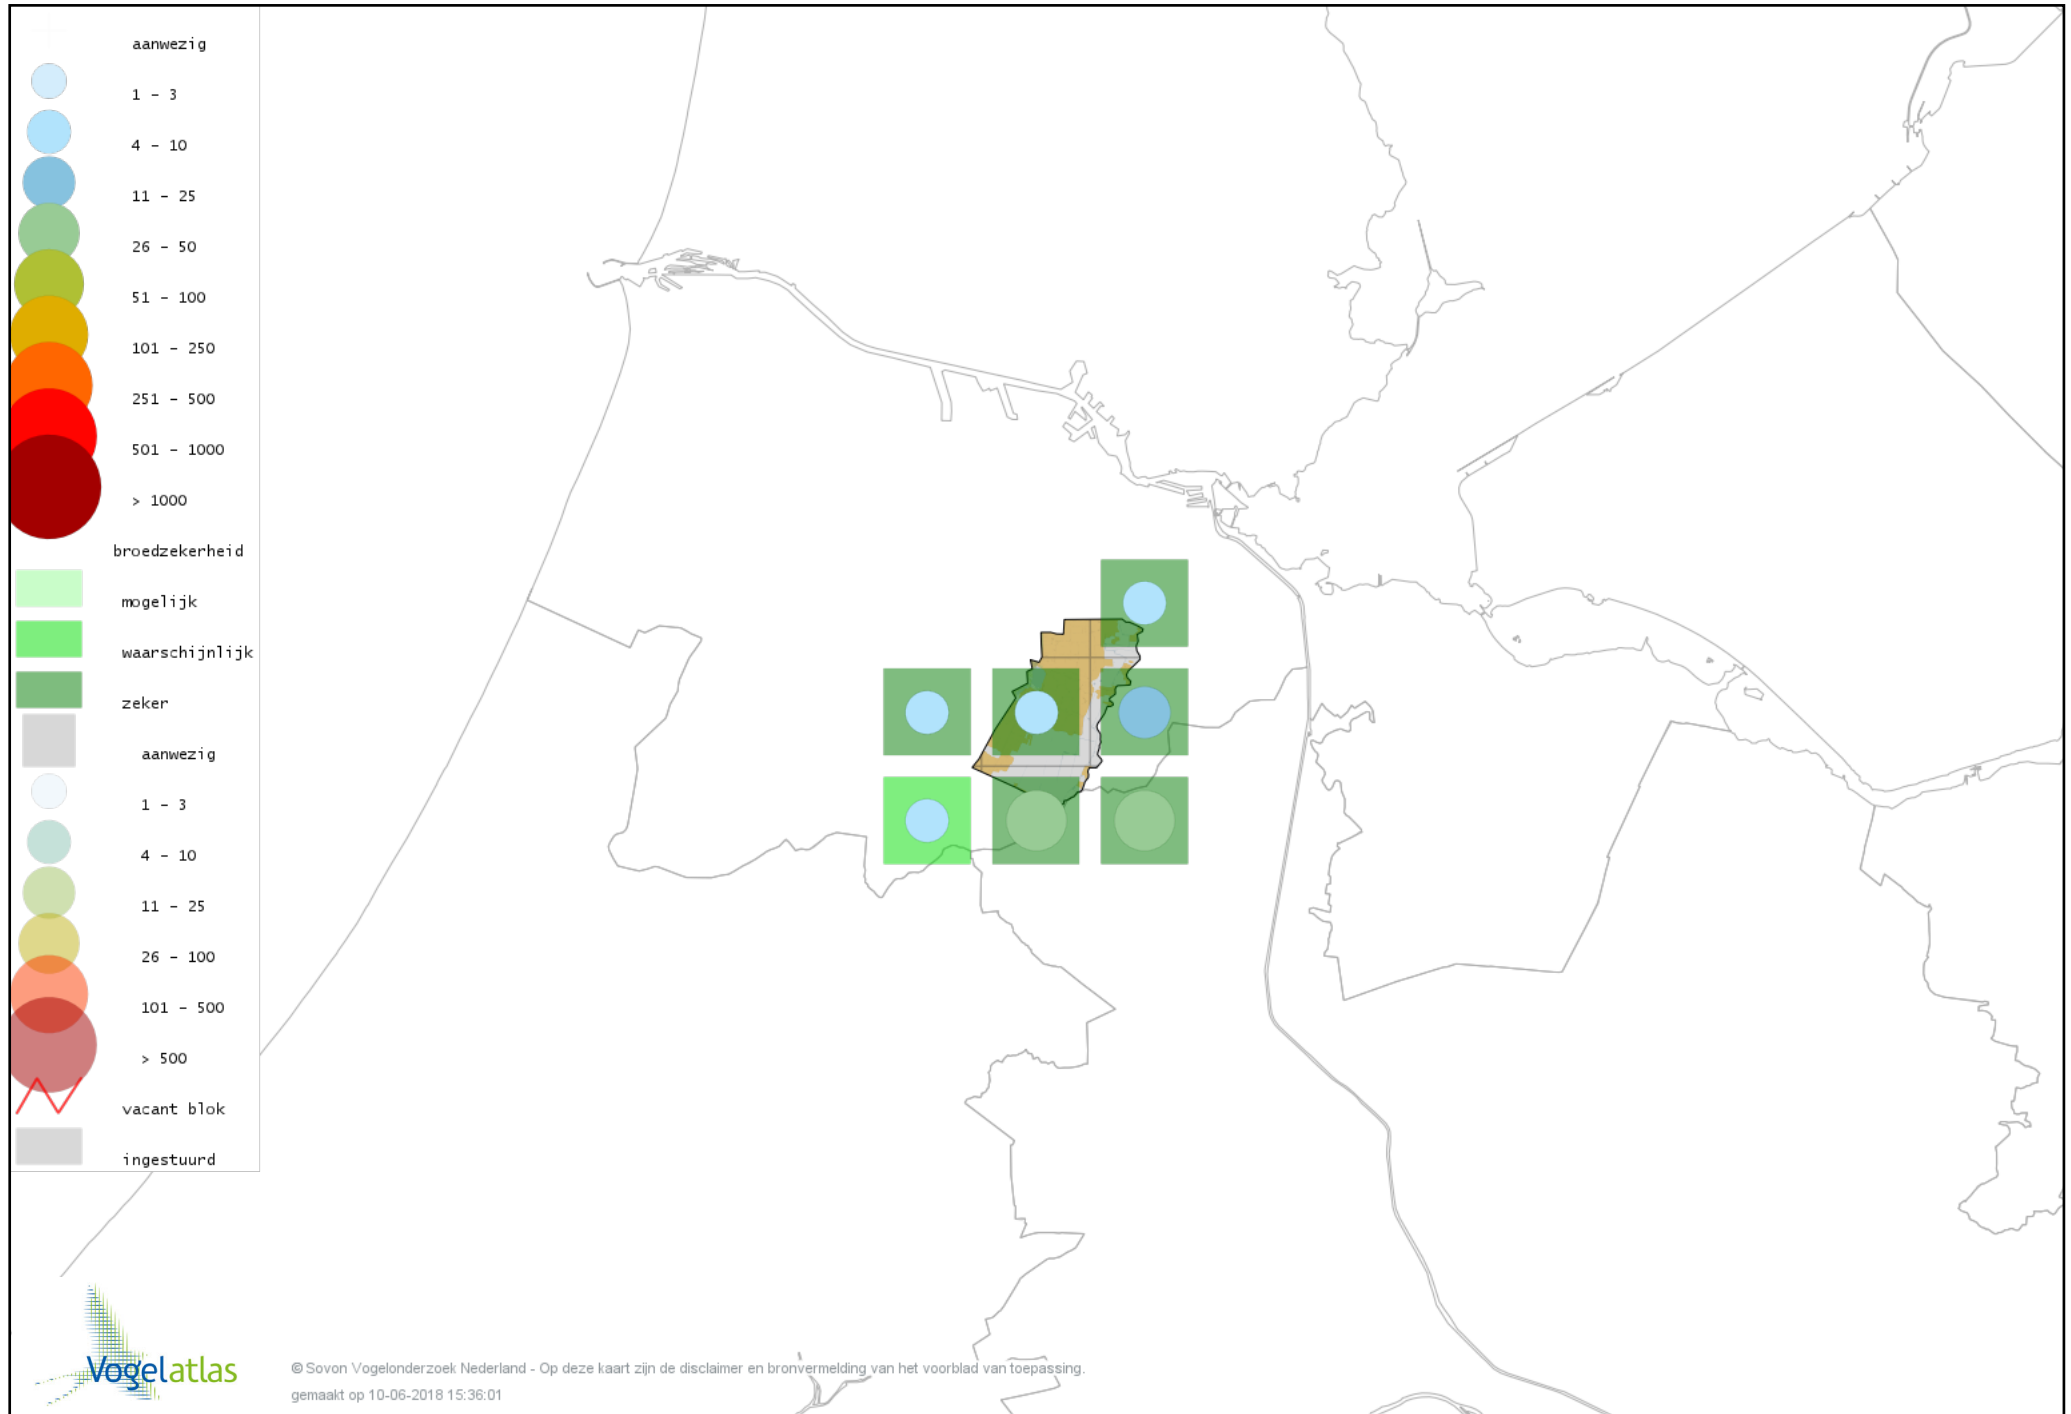 aanwezig
1 - 3
4 - 10
11 - 25
26 - 50
51 - 100
101 - 250
251 - 500
501 - 1000
> 1000
broedzekerheid
mogelijk
waarschijnlijk
zeker
aanwezig
1 - 3
4 - 10
11 - 25
26 - 100
101 - 500
> 500
vacant blok
ingestuurd
Vogelatlas
© Sovon Vogelonderzoek Nederland - Op deze kaart zijn de disclaimer en bronvermelding van het voorblad van toepassing.
gemaakt op 10-06-2018 15:36:01